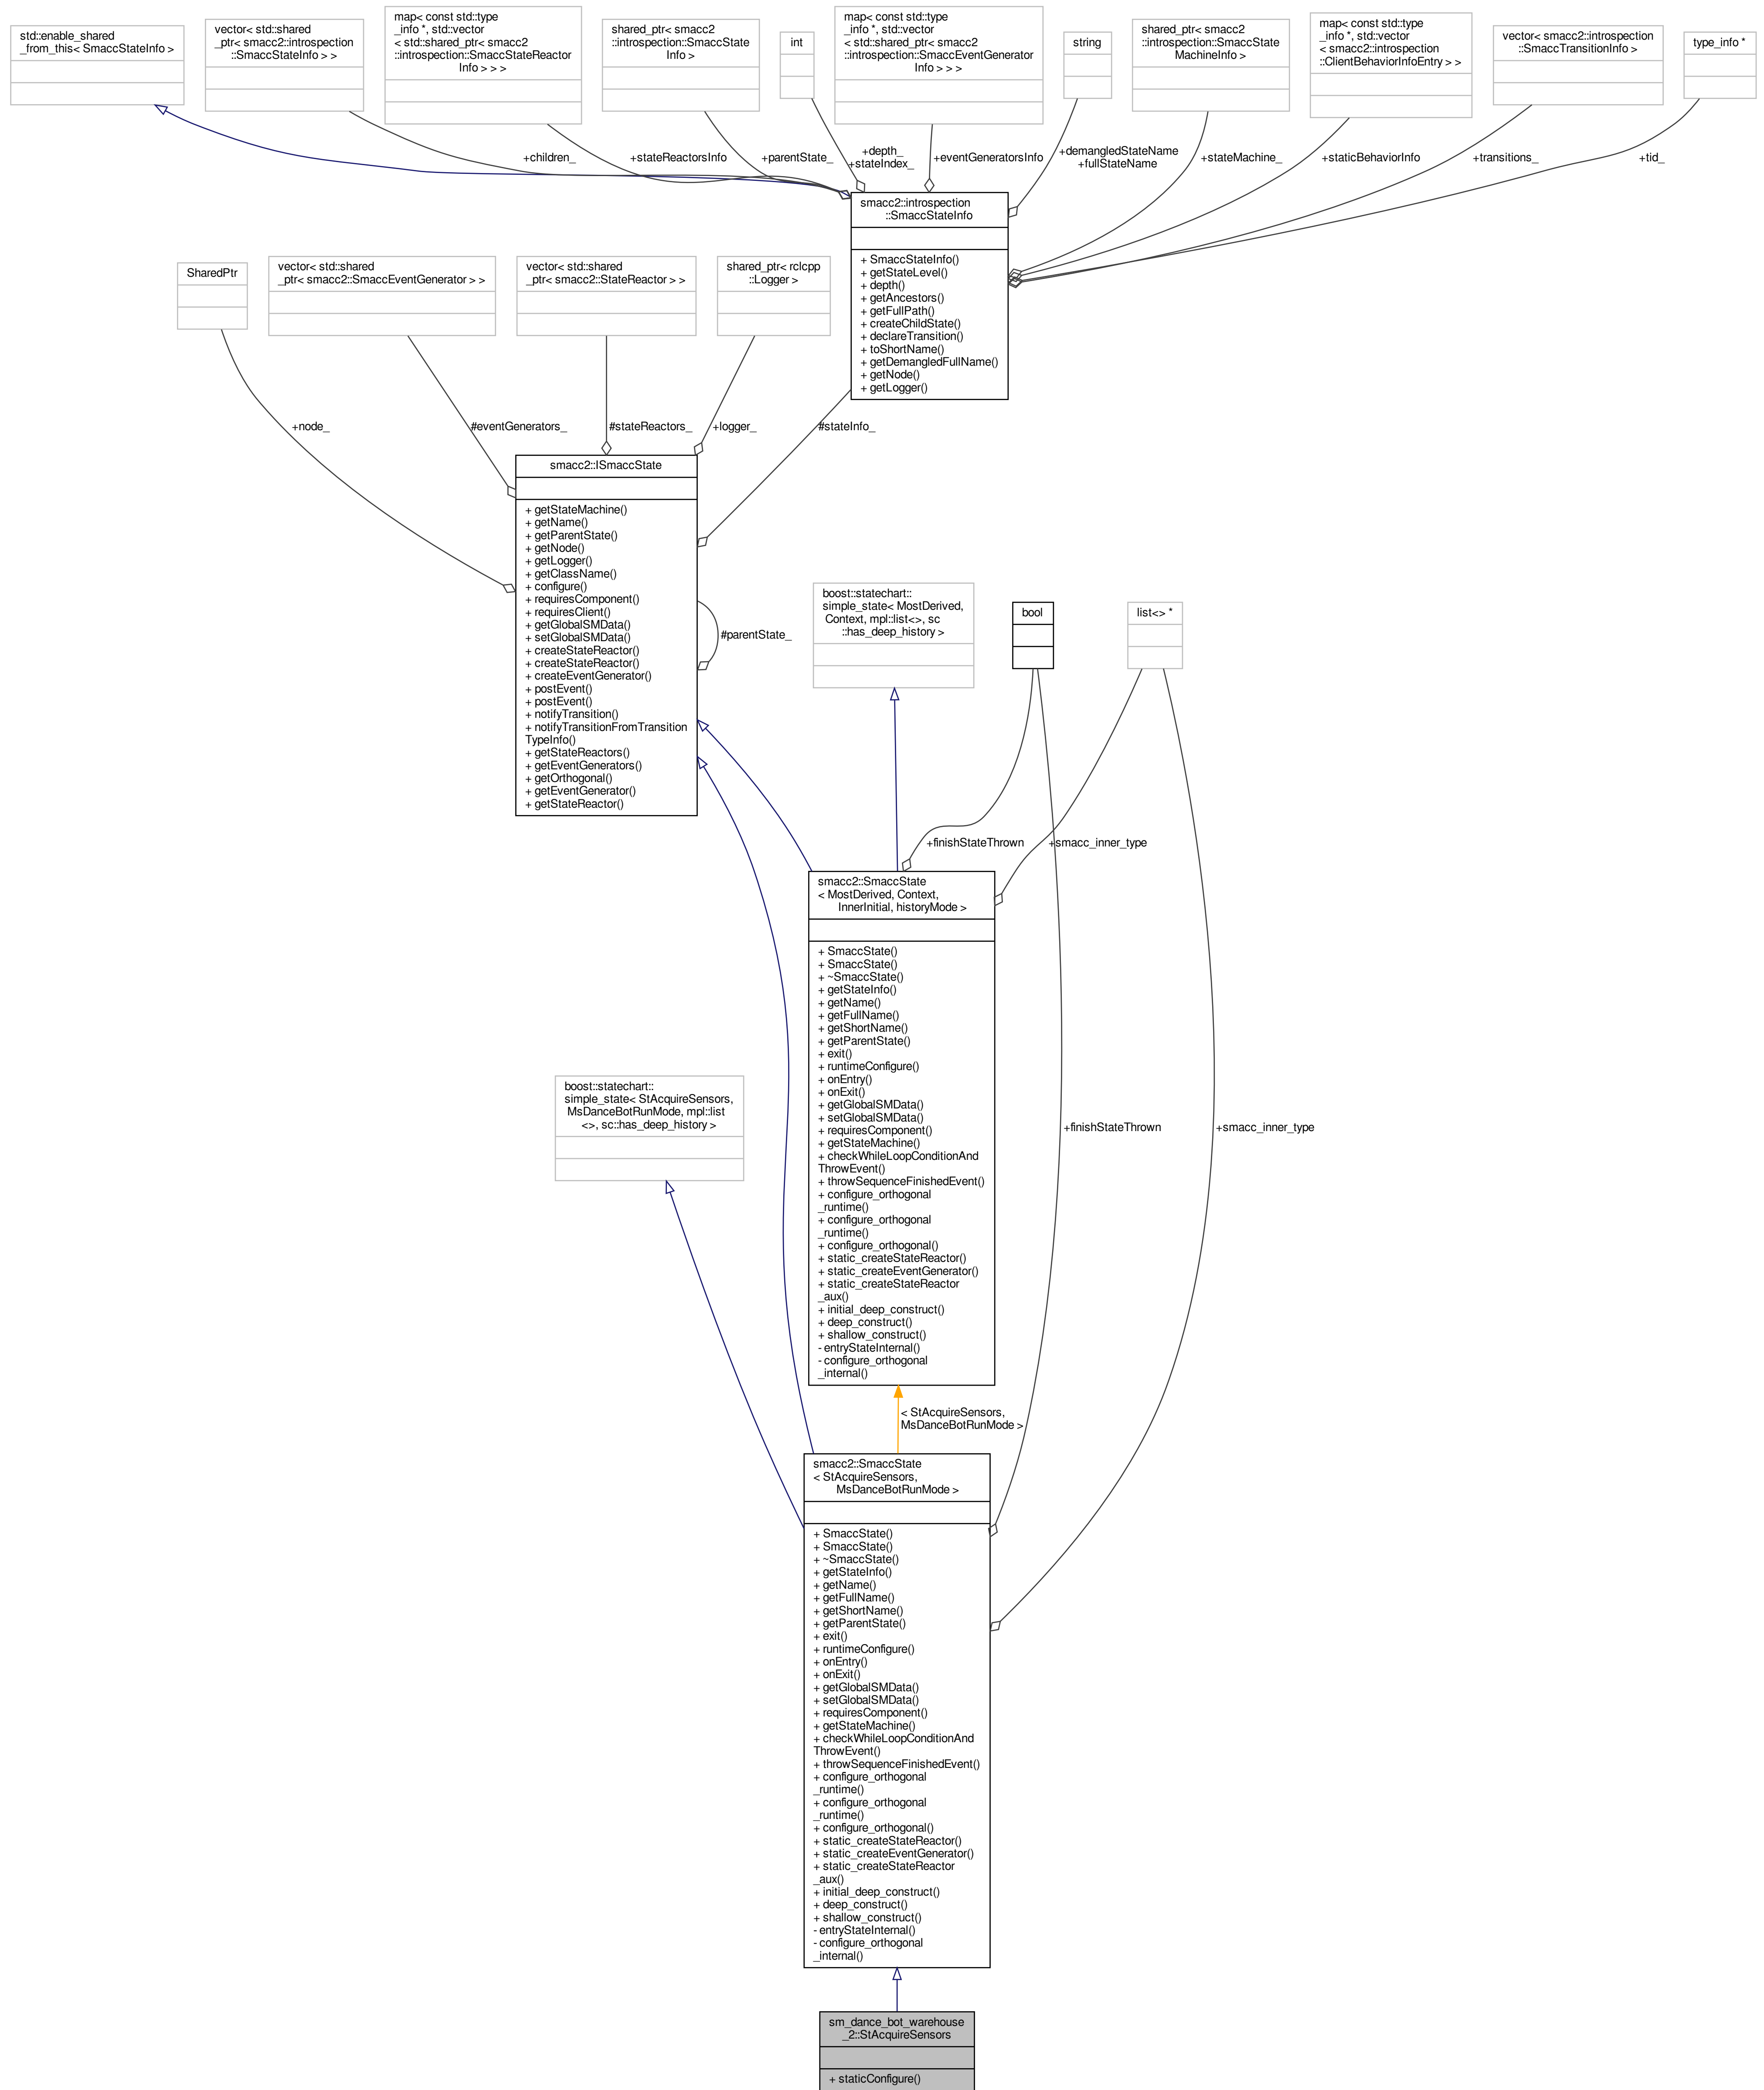 std::enable_shared
_from_this< SmaccStateInfo >
vector< std::shared
_ptr< smacc2::introspection
::SmaccStateInfo > >
map< const std::type
_info *, std::vector
< std::shared_ptr< smacc2
::introspection::SmaccStateReactor
Info > > >
shared_ptr< smacc2
::introspection::SmaccState
Info >
int
map< const std::type
_info *, std::vector
< std::shared_ptr< smacc2
::introspection::SmaccEventGenerator
Info > > >
string
shared_ptr< smacc2
::introspection::SmaccState
MachineInfo >
map< const std::type
_info *, std::vector
< smacc2::introspection
::ClientBehaviorInfoEntry > >
vector< smacc2::introspection
::SmaccTransitionInfo >
type_info *
+children_
+stateReactorsInfo
+parentState_
+depth_
+stateIndex_
+eventGeneratorsInfo
+demangledStateName
+fullStateName
+stateMachine_
+staticBehaviorInfo
+transitions_
+tid_
smacc2::introspection
::SmaccStateInfo
+ SmaccStateInfo()
+ getStateLevel()
+ depth()
+ getAncestors()
+ getFullPath()
+ createChildState()
+ declareTransition()
+ toShortName()
+ getDemangledFullName()
+ getNode()
+ getLogger()
SharedPtr
vector< std::shared
_ptr< smacc2::SmaccEventGenerator > >
vector< std::shared
_ptr< smacc2::StateReactor > >
shared_ptr< rclcpp
::Logger >
+node_
#eventGenerators_
#stateReactors_
+logger_
#stateInfo_
smacc2::ISmaccState
+ getStateMachine()
+ getName()
+ getParentState()
+ getNode()
+ getLogger()
+ getClassName()
+ configure()
+ requiresComponent()
+ requiresClient()
+ getGlobalSMData()
+ setGlobalSMData()
+ createStateReactor()
+ createStateReactor()
+ createEventGenerator()
+ postEvent()
+ postEvent()
+ notifyTransition()
+ notifyTransitionFromTransition
TypeInfo()
+ getStateReactors()
+ getEventGenerators()
+ getOrthogonal()
+ getEventGenerator()
+ getStateReactor()
#parentState_
boost::statechart::
simple_state< MostDerived,
Context, mpl::list<>, sc
::has_deep_history >
bool
list<> *
+finishStateThrown
+smacc_inner_type
smacc2::SmaccState
< MostDerived, Context,
InnerInitial, historyMode >
+ SmaccState()
+ SmaccState()
+ ~SmaccState()
+ getStateInfo()
+ getName()
+ getFullName()
+ getShortName()
+ getParentState()
+ exit()
+ runtimeConfigure()
+ onEntry()
+ onExit()
+ getGlobalSMData()
+ setGlobalSMData()
+ requiresComponent()
+ getStateMachine()
+ checkWhileLoopConditionAnd
ThrowEvent()
+ throwSequenceFinishedEvent()
+ configure_orthogonal
_runtime()
+ configure_orthogonal
_runtime()
+ configure_orthogonal()
+ static_createStateReactor()
+ static_createEventGenerator()
+ static_createStateReactor
_aux()
+ initial_deep_construct()
+ deep_construct()
+ shallow_construct()
- entryStateInternal()
- configure_orthogonal
_internal()
boost::statechart::
simple_state< StAcquireSensors,
MsDanceBotRunMode, mpl::list
<>, sc::has_deep_history >
+finishStateThrown
+smacc_inner_type
< StAcquireSensors,
MsDanceBotRunMode >
smacc2::SmaccState
< StAcquireSensors,
MsDanceBotRunMode >
+ SmaccState()
+ SmaccState()
+ ~SmaccState()
+ getStateInfo()
+ getName()
+ getFullName()
+ getShortName()
+ getParentState()
+ exit()
+ runtimeConfigure()
+ onEntry()
+ onExit()
+ getGlobalSMData()
+ setGlobalSMData()
+ requiresComponent()
+ getStateMachine()
+ checkWhileLoopConditionAnd
ThrowEvent()
+ throwSequenceFinishedEvent()
+ configure_orthogonal
_runtime()
+ configure_orthogonal
_runtime()
+ configure_orthogonal()
+ static_createStateReactor()
+ static_createEventGenerator()
+ static_createStateReactor
_aux()
+ initial_deep_construct()
+ deep_construct()
+ shallow_construct()
- entryStateInternal()
- configure_orthogonal
_internal()
sm_dance_bot_warehouse
_2::StAcquireSensors
+ staticConfigure()